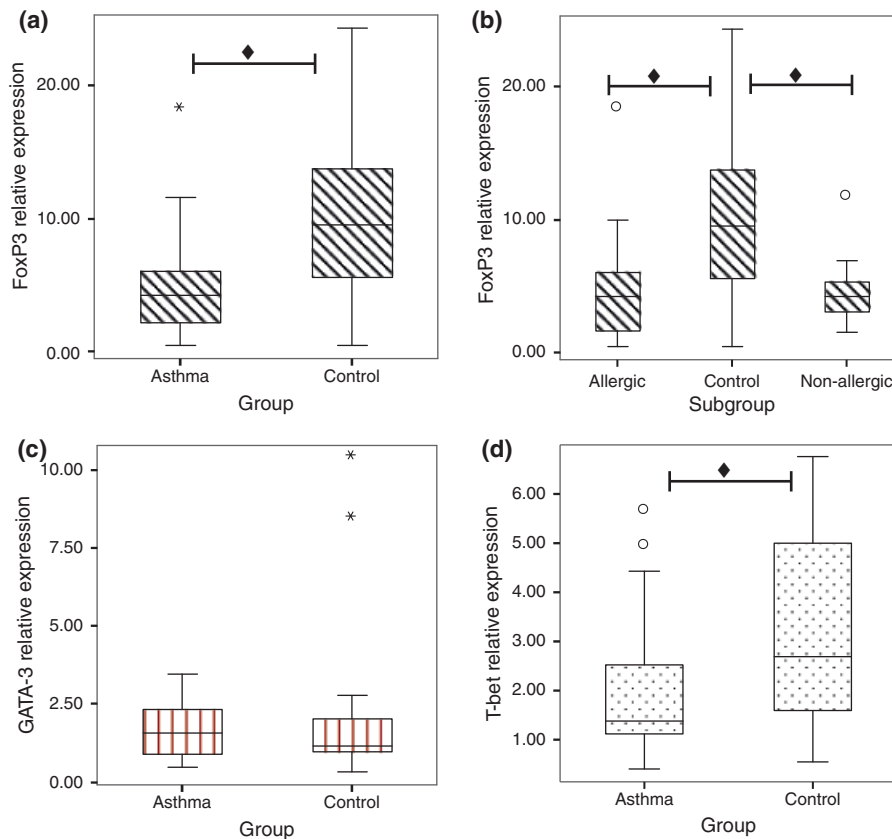 (a)
FoxP3 relative expression
20.00
10.00
0.00
Asthma
Control
Group
(b)
FoxP3 relative expression
20.00
10.00
0.00
Allergic
Control
Non-allergic
Subgroup
(c)
GATA-3 relative expression
10.00
7.50
5.00
2.50
0.00
Asthma
Control
Group
(d)
T-bet relative expression
6.00
5.00
4.00
3.00
2.00
1.00
Asthma
Control
Group